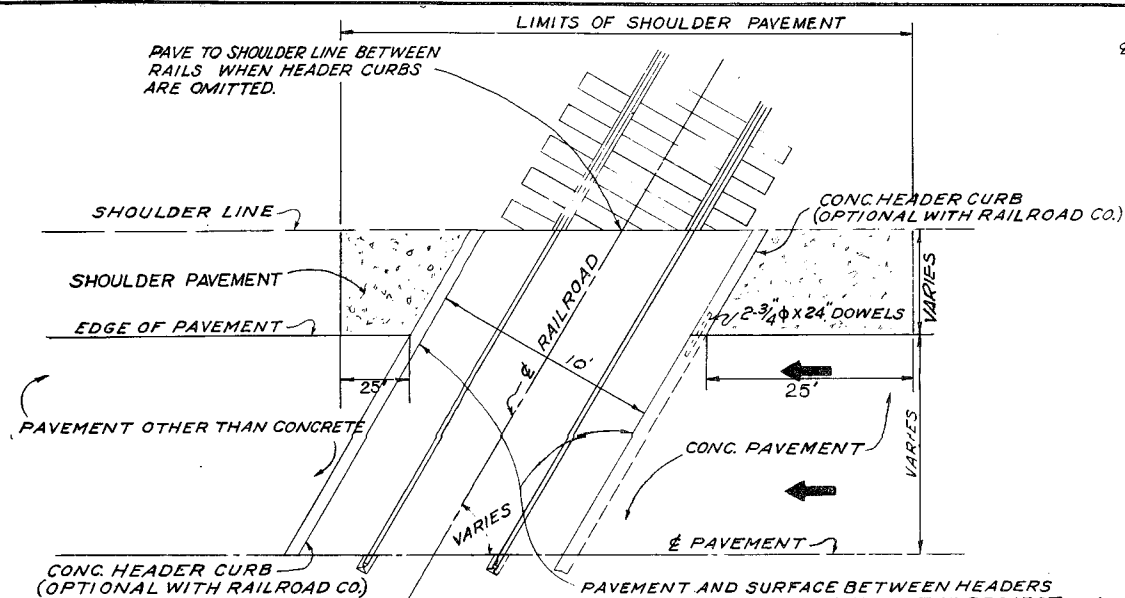 LIMITS OF SHOULDER PAVEMENT
PAVE TO SHOULDER LINE BETWEEN
RAILS WHEN HEADER CURBS
ARE OMITTED.
CONC. HEADER CURB
(OPTIONAL WITH RAILROAD CO.)
SHOULDER LINE
SHOULDER PAVEMENT
VARIES
℄ RAILROAD
2-3/4"φ X 24" DOWELS
EDGE OF PAVEMENT
10'
25'
25'
PAVEMENT OTHER THAN CONCRETE
CONC. PAVEMENT
VARIES
VARIES
℄ PAVEMENT
CONC. HEADER CURB
(OPTIONAL WITH RAILROAD CO.)
PAVEMENT AND SURFACE BETWEEN HEADERS